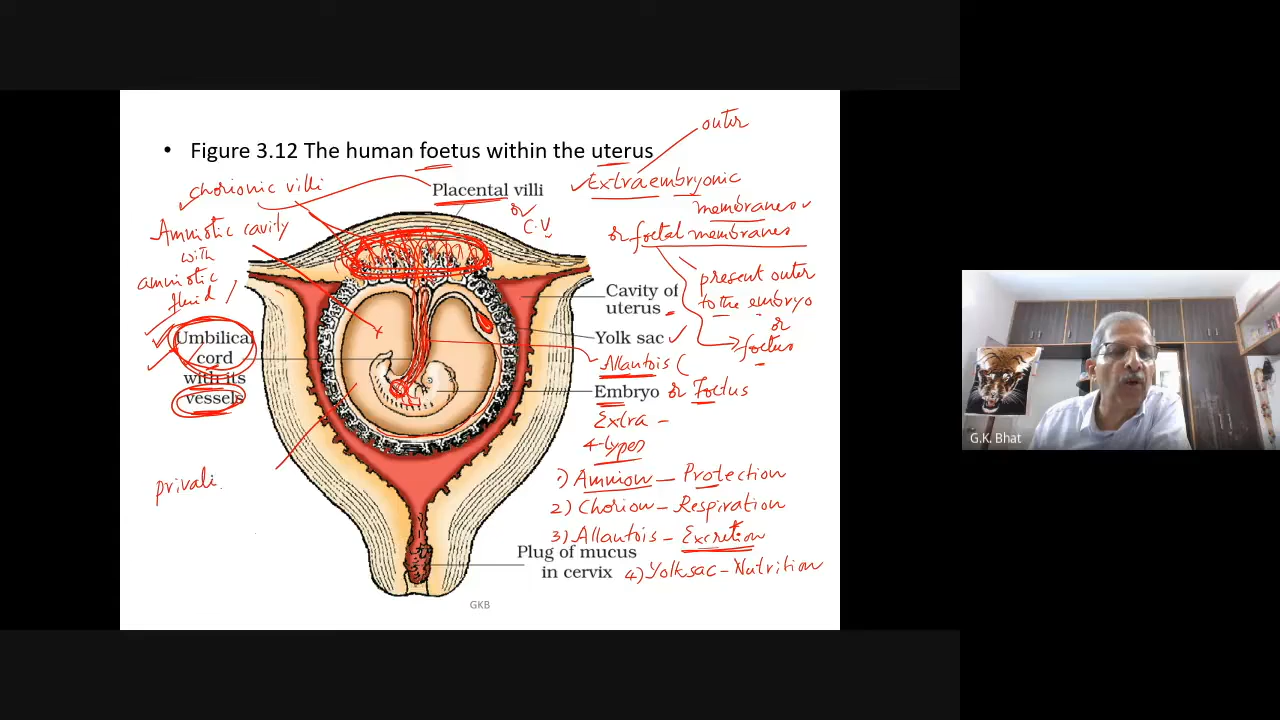 • Figure 3.12 The human foetus within the uterus
outer
chorionic villi
Placental villi
or
C.V
Extraembryonic
membranes
or foetal membranes
present outer
to the embryo
or
foetus
Amniotic cavity
with
amniotic
fluid
Umbilical
cord
with its
vessels
privali
Cavity of
uterus
Yolk sac
Allantois (
Embryo or Foetus
Extra -
4-types
1) Amnion - Protection
2) Chorion - Respiration
3) Allantois - Excretion
4) Yolksac - Nutrition
Plug of mucus
in cervix
GKB
G.K. Bhat